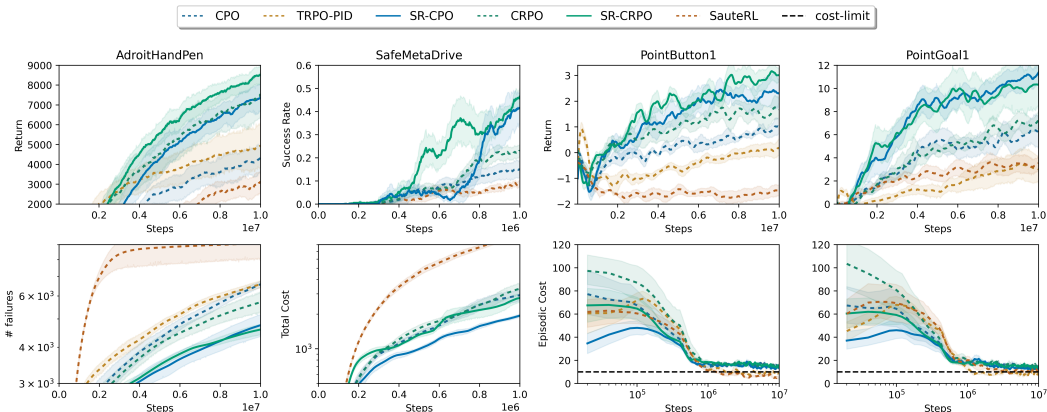 CPO TRPO-PID SR-CPO CRPO SR-CRPO SauteRL cost-limit
AdroitHandPen
Return
9000
8000
7000
6000
5000
4000
3000
2000
0.2 0.4 0.6 0.8 1.0
Steps 1e7
SafeMetaDrive
Success Rate
0.6
0.5
0.4
0.3
0.2
0.1
0.0
0.0 0.2 0.4 0.6 0.8 1.0
Steps 1e6
PointButton1
Return
3
2
1
0
−1
−2
0.2 0.4 0.6 0.8 1.0
Steps 1e7
PointGoal1
Return
12
10
8
6
4
2
0
0.2 0.4 0.6 0.8 1.0
Steps 1e7
# failures
6 × 10³
4 × 10³
3 × 10³
0.2 0.4 0.6 0.8 1.0
Steps 1e7
Total Cost
10³
0.0 0.2 0.4 0.6 0.8 1.0
Steps 1e6
Episodic Cost
120
100
80
60
40
20
0
10⁵ 10⁶ 10⁷
Steps
Episodic Cost
120
100
80
60
40
20
0
10⁵ 10⁶ 10⁷
Steps